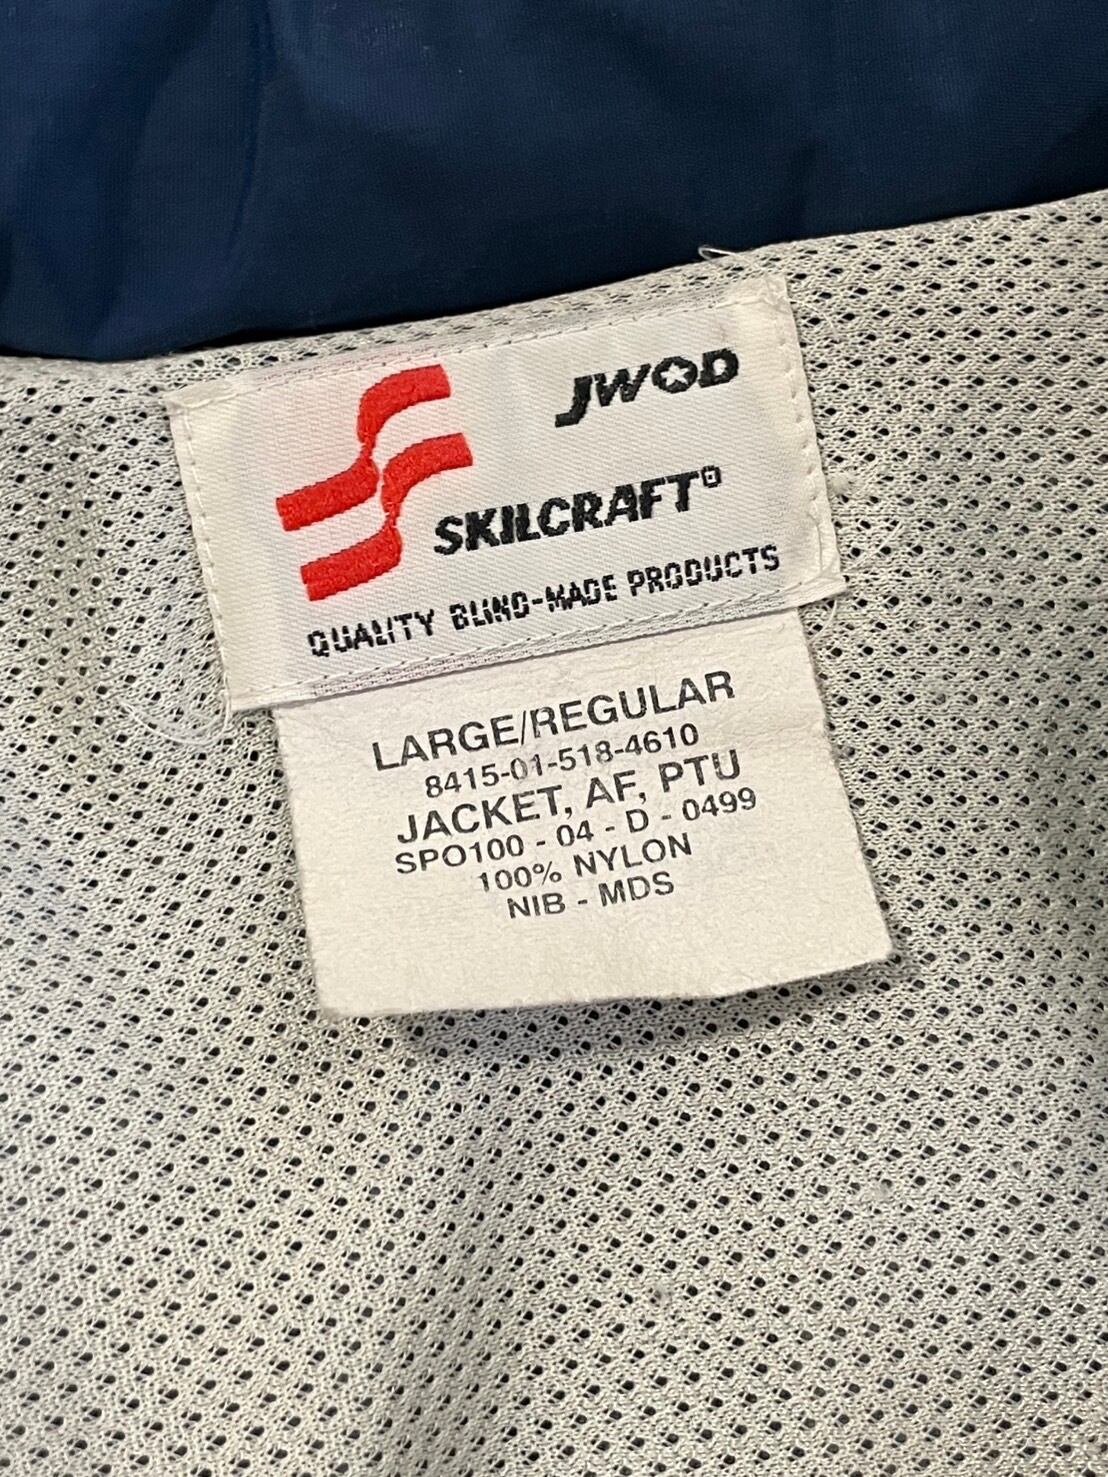 JWOD
SKILCRAFT®
QUALITY BLIND-MADE PRODUCTS
LARGE/REGULAR
8415-01-518-4610
JACKET, AF, PTU
SPO100 - 04 - D - 0499
100% NYLON
NIB - MDS